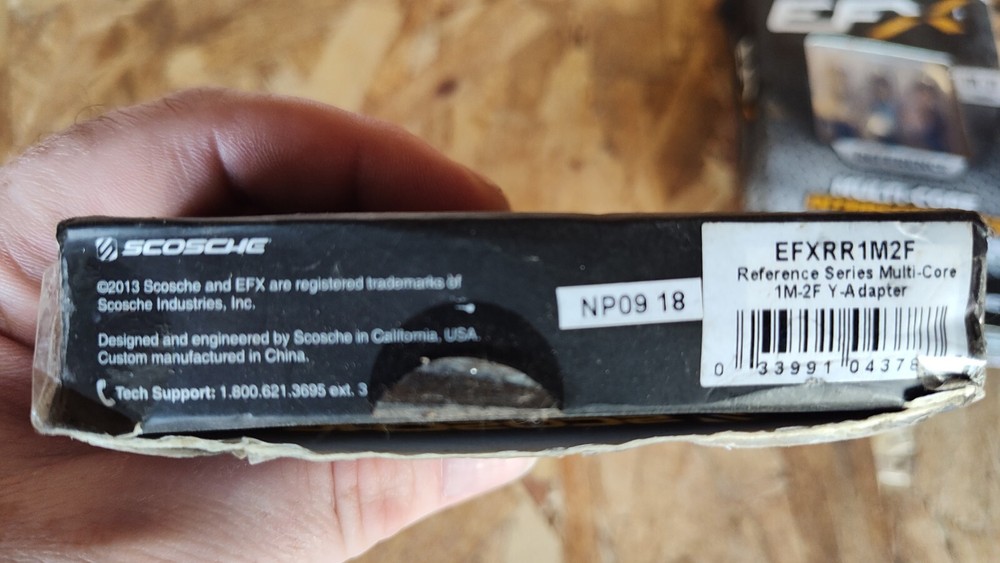 EFX
SCOSCHE
©2013 Scosche and EFX are registered trademarks of
Scosche Industries, Inc.
Designed and engineered by Scosche in California, USA.
Custom manufactured in China.
Tech Support: 1.800.621.3695 ext. 3
NP09 18
EFXRR1M2F
Reference Series Multi-Core
1M-2F Y-Adapter
0 33991 04378